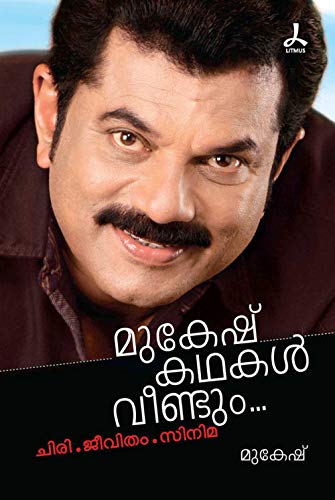 LITMUS
മുകേഷ്
കഥകൾ
വീണ്ടും...
ചിരി . ജീവിതം . സിനിമ
മുകേഷ്